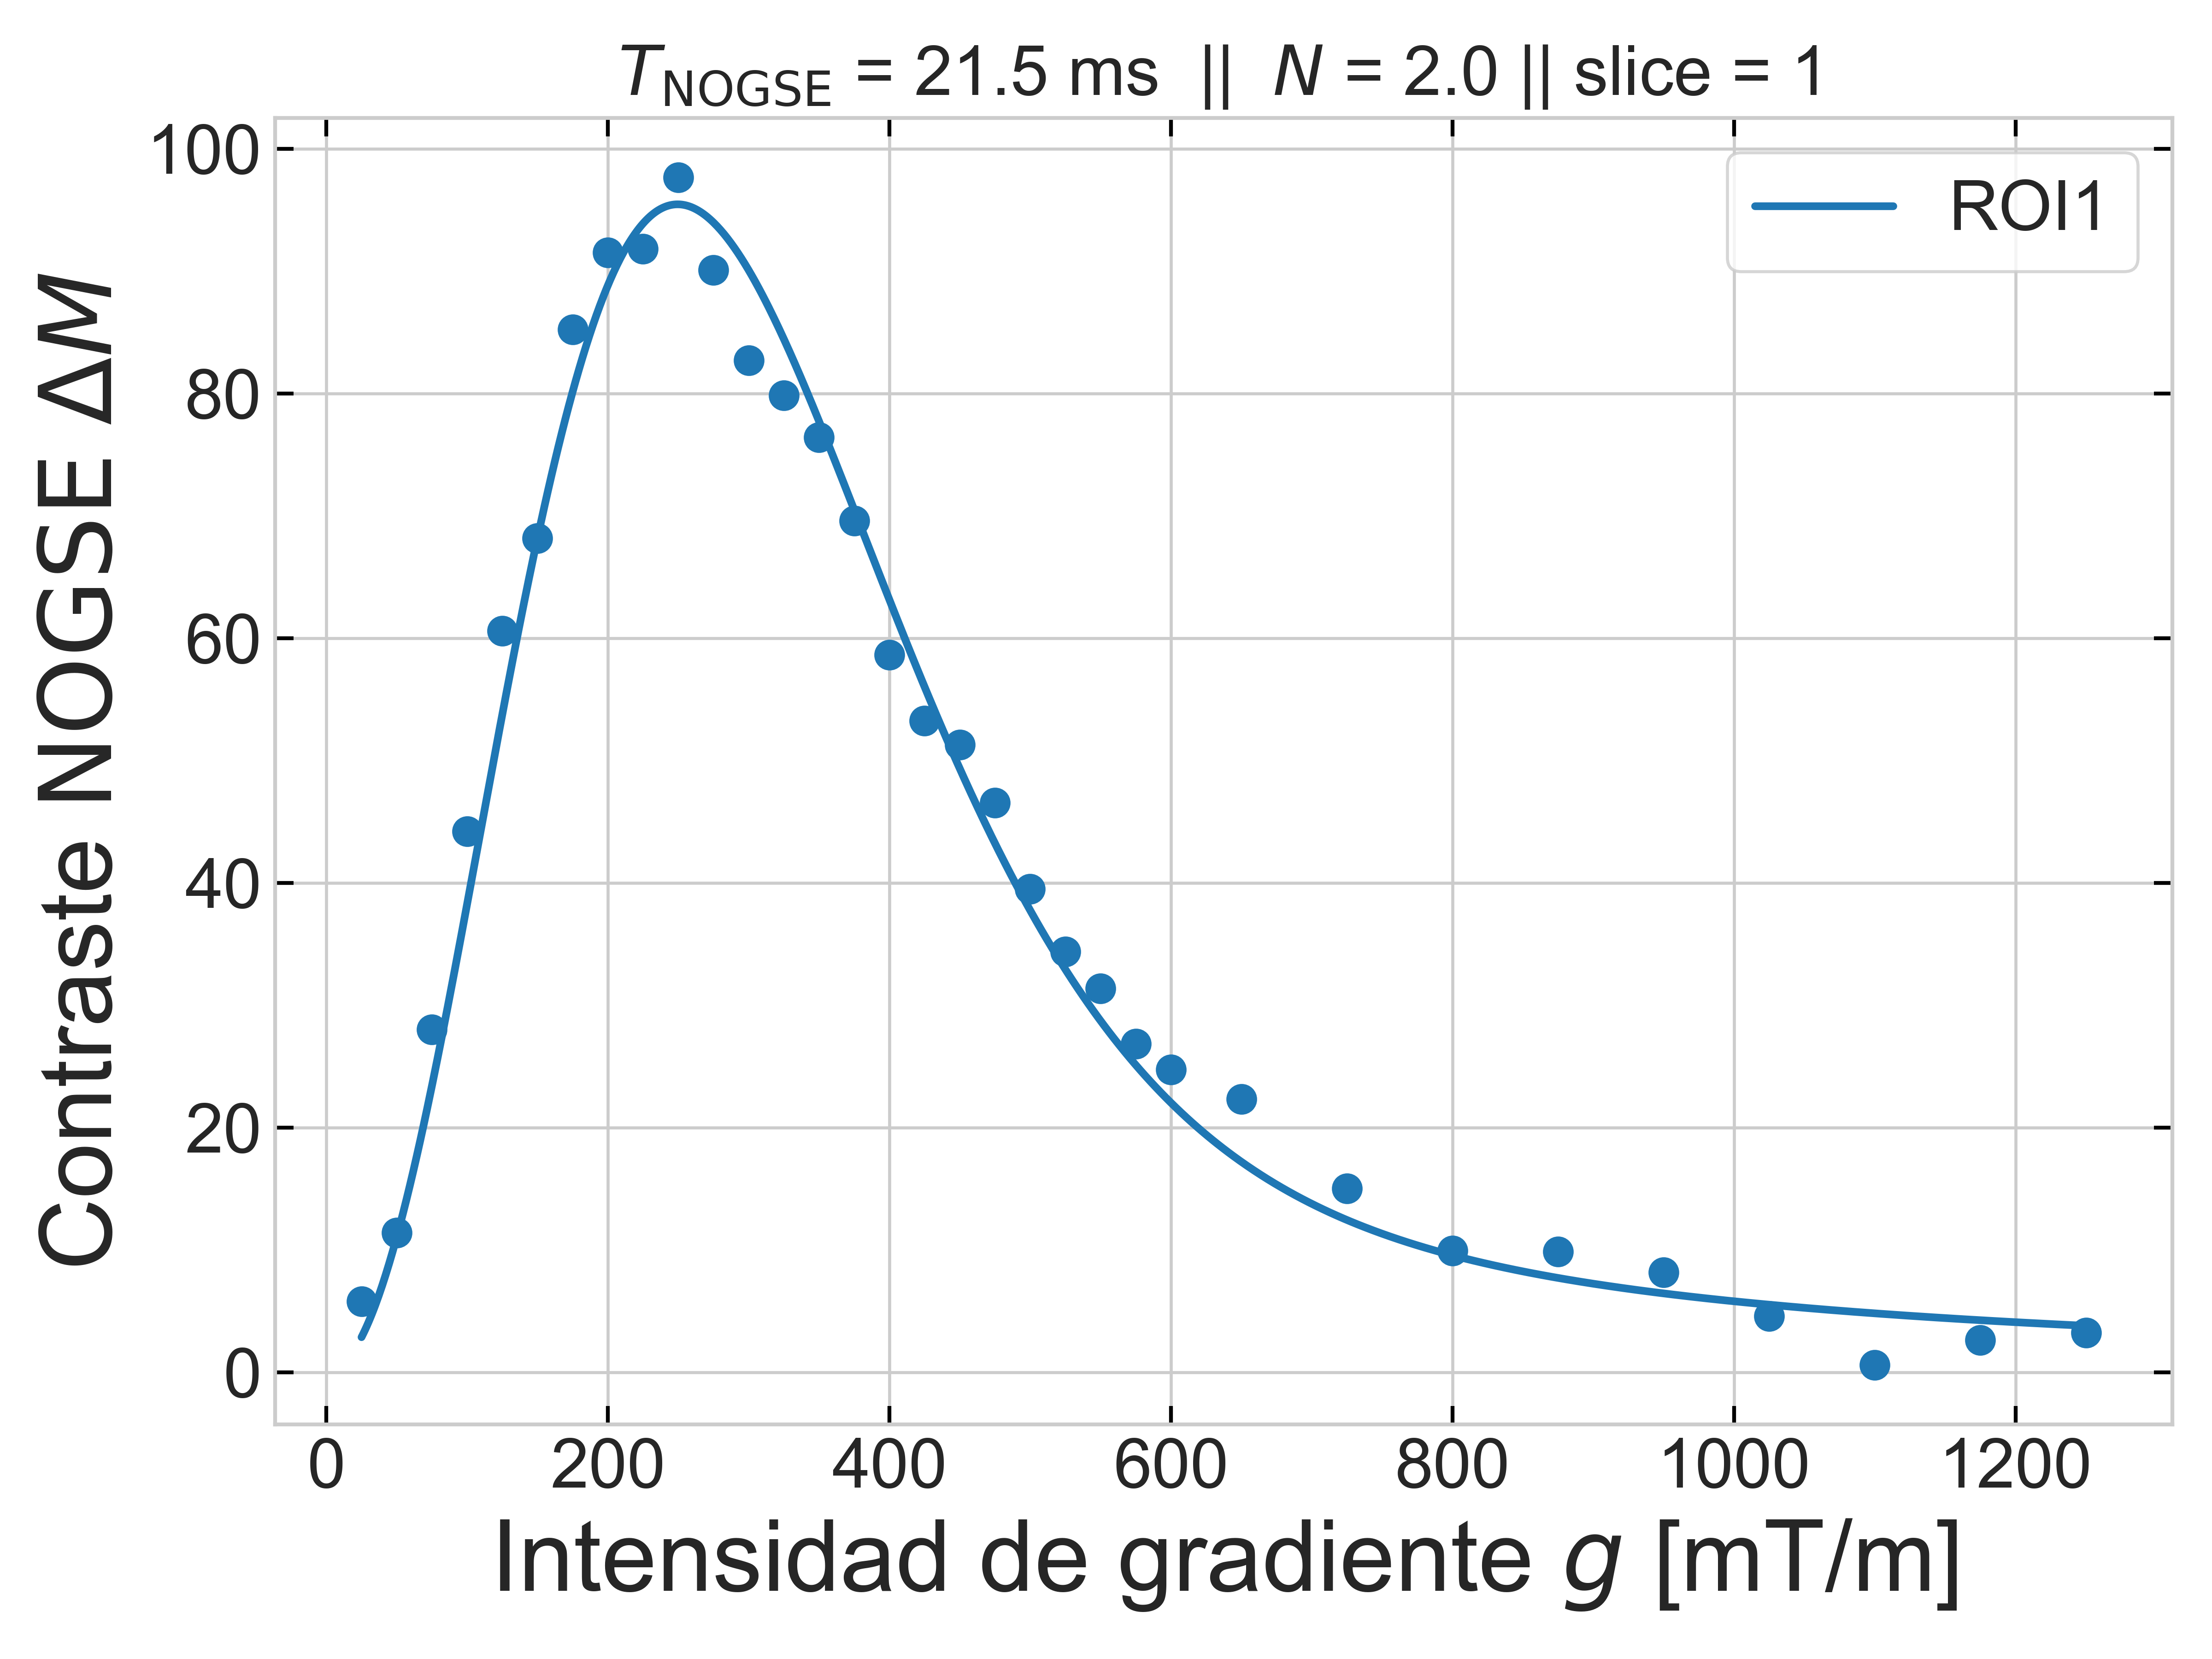 T_NOGSE = 21.5 ms || N = 2.0 || slice = 1
ROI1
Contraste NOGSE ΔM
100
80
60
40
20
0
0 200 400 600 800 1000 1200
Intensidad de gradiente g [mT/m]